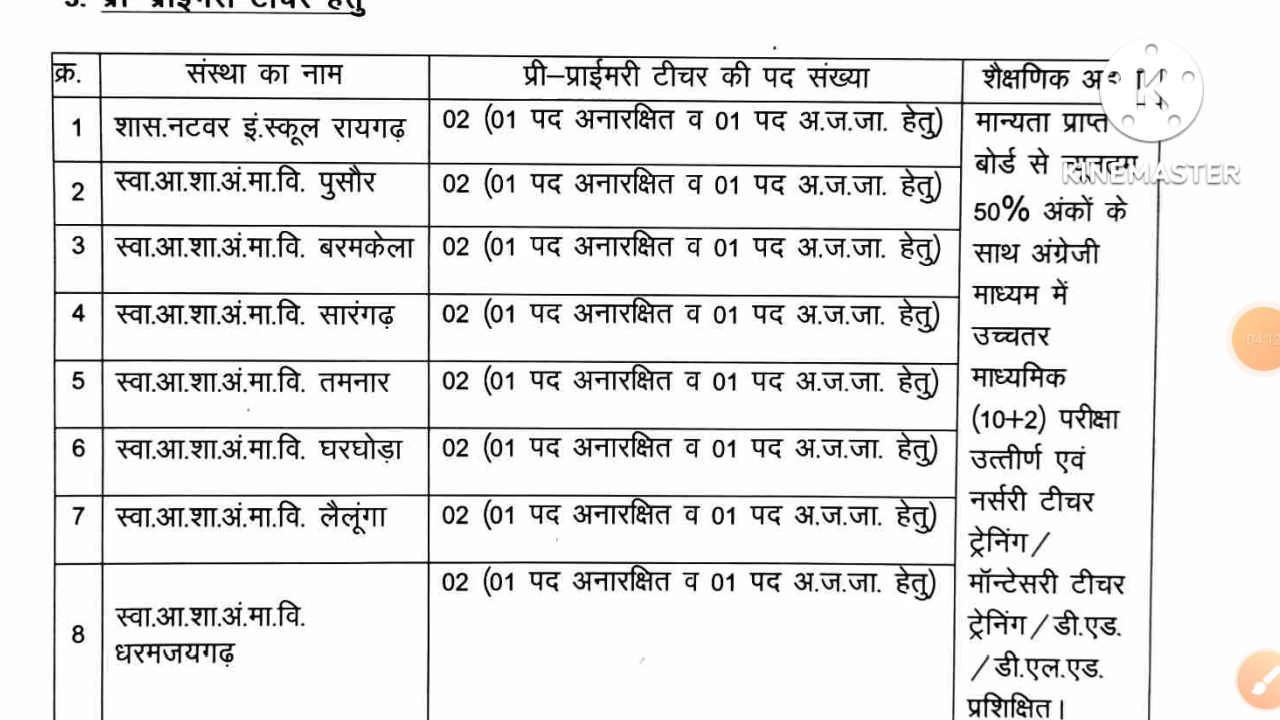 क्र. संस्था का नाम प्री–प्राईमरी टीचर की पद संख्या शैक्षणिक
1 शास.नटवर इं.स्कूल रायगढ़ 02 (01 पद अनारक्षित व 01 पद अ.ज.जा. हेतु)
2 स्वा.आ.शा.अं.मा.वि. पुसौर 02 (01 पद अनारक्षित व 01 पद अ.ज.जा. हेतु)
3 स्वा.आ.शा.अं.मा.वि. बरमकेला 02 (01 पद अनारक्षित व 01 पद अ.ज.जा. हेतु)
4 स्वा.आ.शा.अं.मा.वि. सारंगढ़ 02 (01 पद अनारक्षित व 01 पद अ.ज.जा. हेतु)
5 स्वा.आ.शा.अं.मा.वि. तमनार 02 (01 पद अनारक्षित व 01 पद अ.ज.जा. हेतु)
6 स्वा.आ.शा.अं.मा.वि. घरघोड़ा 02 (01 पद अनारक्षित व 01 पद अ.ज.जा. हेतु)
7 स्वा.आ.शा.अं.मा.वि. लैलूंगा 02 (01 पद अनारक्षित व 01 पद अ.ज.जा. हेतु)
8 स्वा.आ.शा.अं.मा.वि. 02 (01 पद अनारक्षित व 01 पद अ.ज.जा. हेतु)
धरमजयगढ़
मान्यता प्राप्त
बोर्ड से
50% अंकों के
साथ अंग्रेजी
माध्यम में
उच्चतर
माध्यमिक
(10+2) परीक्षा
उत्तीर्ण एवं
नर्सरी टीचर
ट्रेनिंग/
मॉन्टेसरी टीचर
ट्रेनिंग/डी.एड.
/डी.एल.एड.
प्रशिक्षित।
K
KINEMASTER
04:12